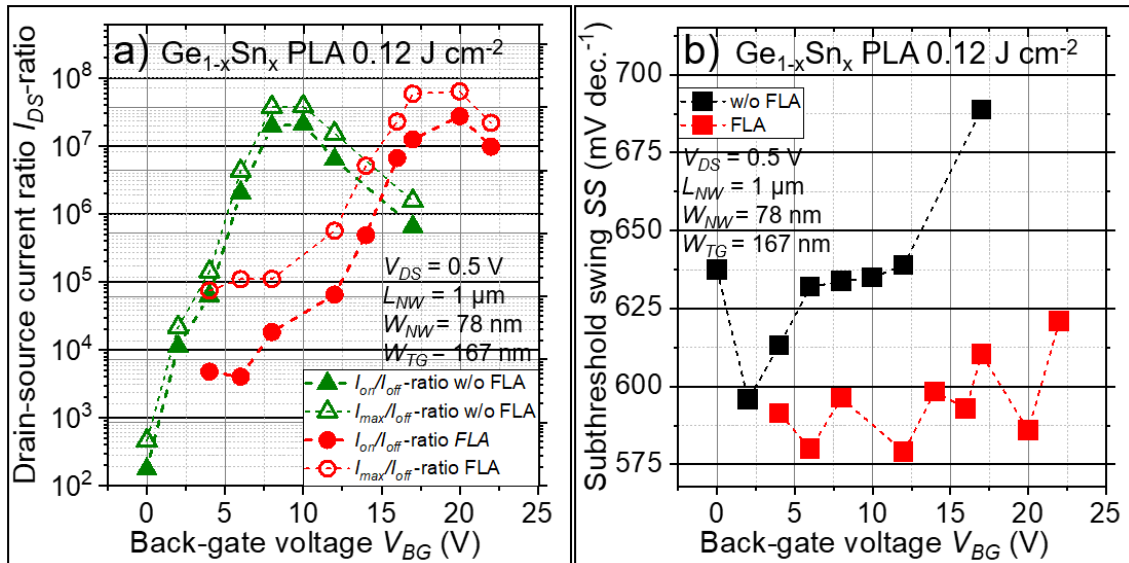 a) Ge1-xSnx PLA 0.12 J cm-2
Drain-source current ratio IDS-ratio
10^8
10^7
10^6
10^5
10^4
10^3
10^2
VDS = 0.5 V
LNW = 1 µm
WNW = 78 nm
WTG = 167 nm
Ion/Ioff-ratio w/o FLA
Imax/Ioff-ratio w/o FLA
Ion/Ioff-ratio FLA
Imax/Ioff-ratio FLA
0 5 10 15 20 25
Back-gate voltage VBG (V)
b) Ge1-xSnx PLA 0.12 J cm-2
Subthreshold swing SS (mV dec.-1)
700
675
650
625
600
575
w/o FLA
FLA
VDS = 0.5 V
LNW = 1 µm
WNW = 78 nm
WTG = 167 nm
0 5 10 15 20 25
Back-gate voltage VBG (V)